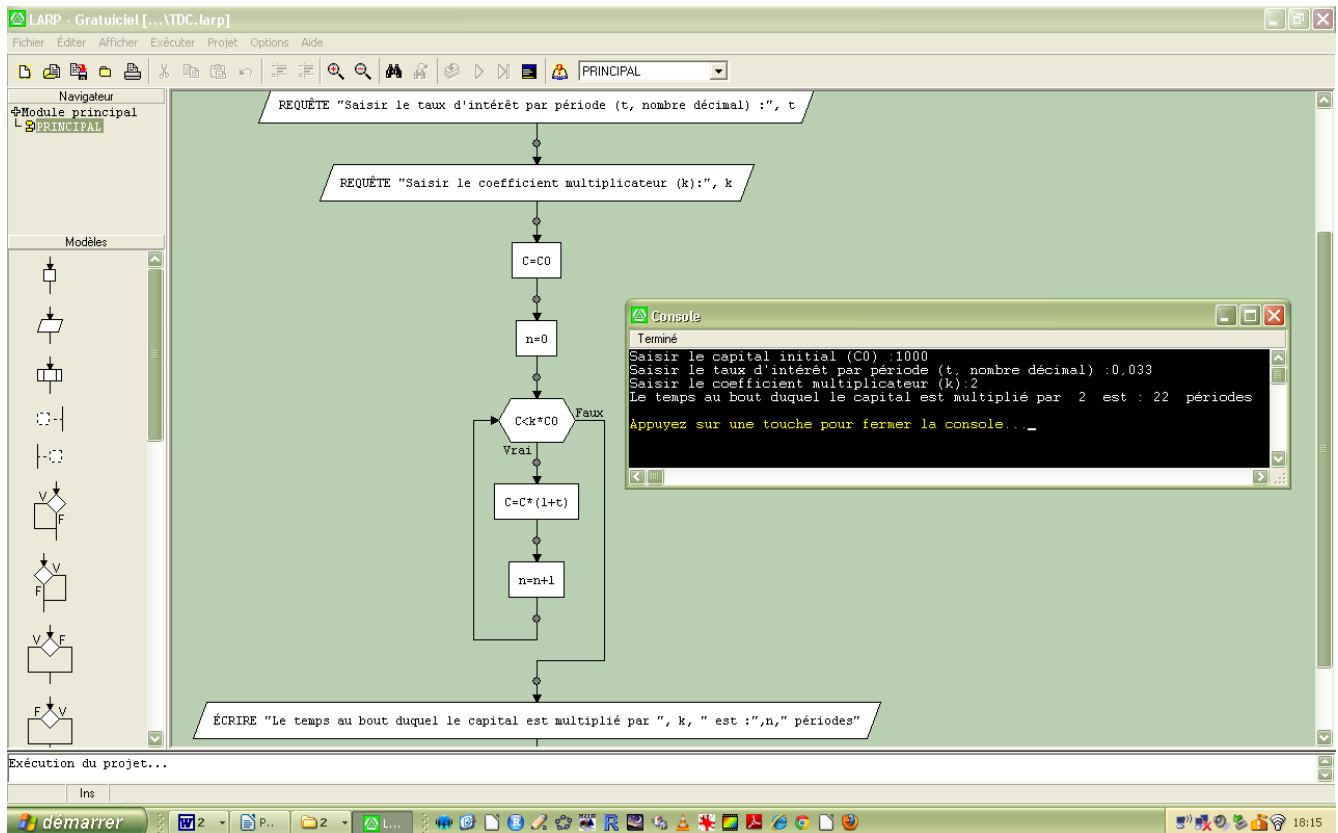 LARP - Gratuiciel [...\TDC.larp]
Fichier Éditer Afficher Exécuter Projet Options Aide
PRINCIPAL
Navigateur
Module principal
PRINCIPAL
Modèles
V
F
V
F
V F
F V
REQUÊTE "Saisir le taux d'intérêt par période (t, nombre décimal) :", t
REQUÊTE "Saisir le coefficient multiplicateur (k):", k
C=C0
n=0
C<k*C0
Faux
Vrai
C=C*(1+t)
n=n+1
ÉCRIRE "Le temps au bout duquel le capital est multiplié par ", k, " est :",n," périodes"
Console
Terminé
Saisir le capital initial (C0) :1000
Saisir le taux d'intérêt par période (t, nombre décimal) :0,033
Saisir le coefficient multiplicateur (k):2
Le temps au bout duquel le capital est multiplié par 2 est : 22 périodes
Appuyez sur une touche pour fermer la console..._
Exécution du projet...
Ins
démarrer 2 P.. 2 L... 18:15